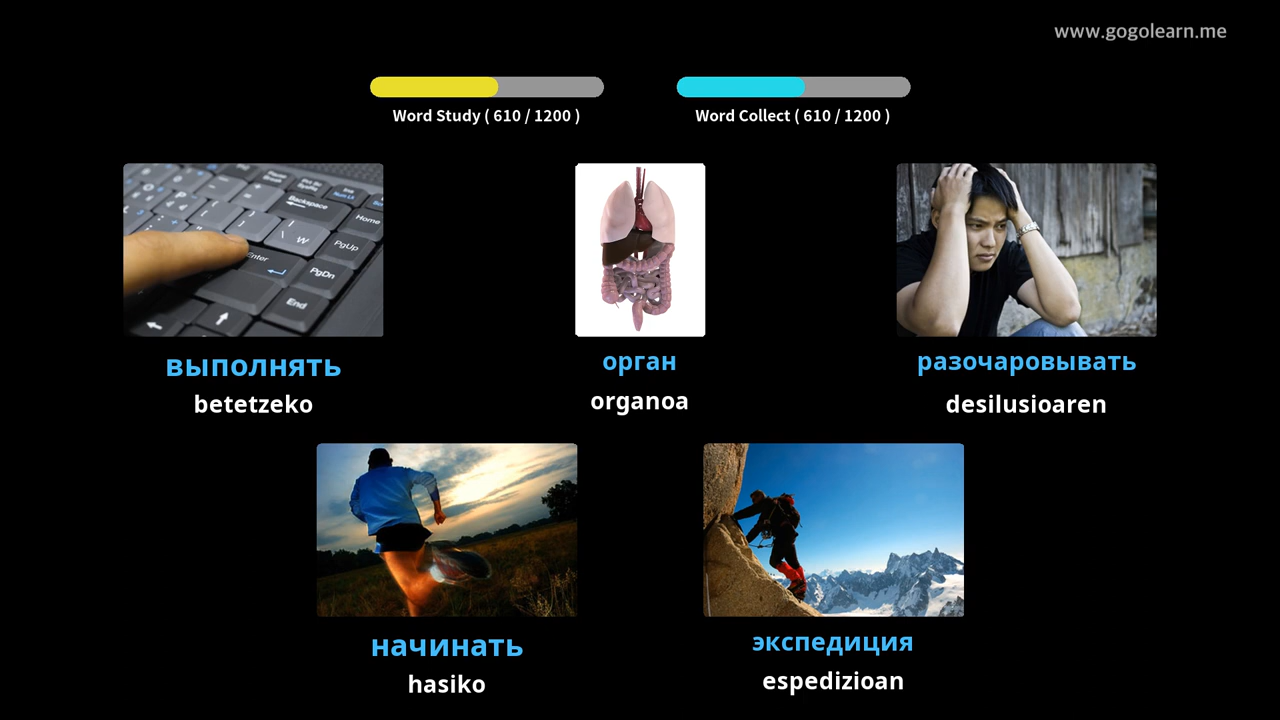 www.gogolearn.me
Word Study ( 610 / 1200 )
Word Collect ( 610 / 1200 )
Backspace
Home
PgUp
Enter
PgDn
End
выполнять
betetzeko
орган
organoa
разочаровывать
desilusioaren
начинать
hasiko
экспедиция
espedizioan